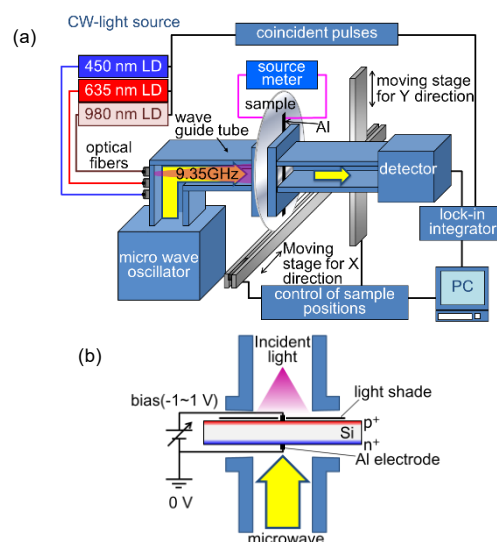 CW-light source
(a)
450 nm LD
635 nm LD
980 nm LD
coincident pulses
source
meter
sample
moving stage
for Y direction
wave
guide tube
Al
optical
fibers
9.35GHz
detector
lock-in
integrator
micro wave
oscillator
Moving
stage for X
direction
PC
control of sample
positions
(b)
Incident
light
bias(-1~1 V)
light shade
p+
Si
n+
Al electrode
0 V
microwave